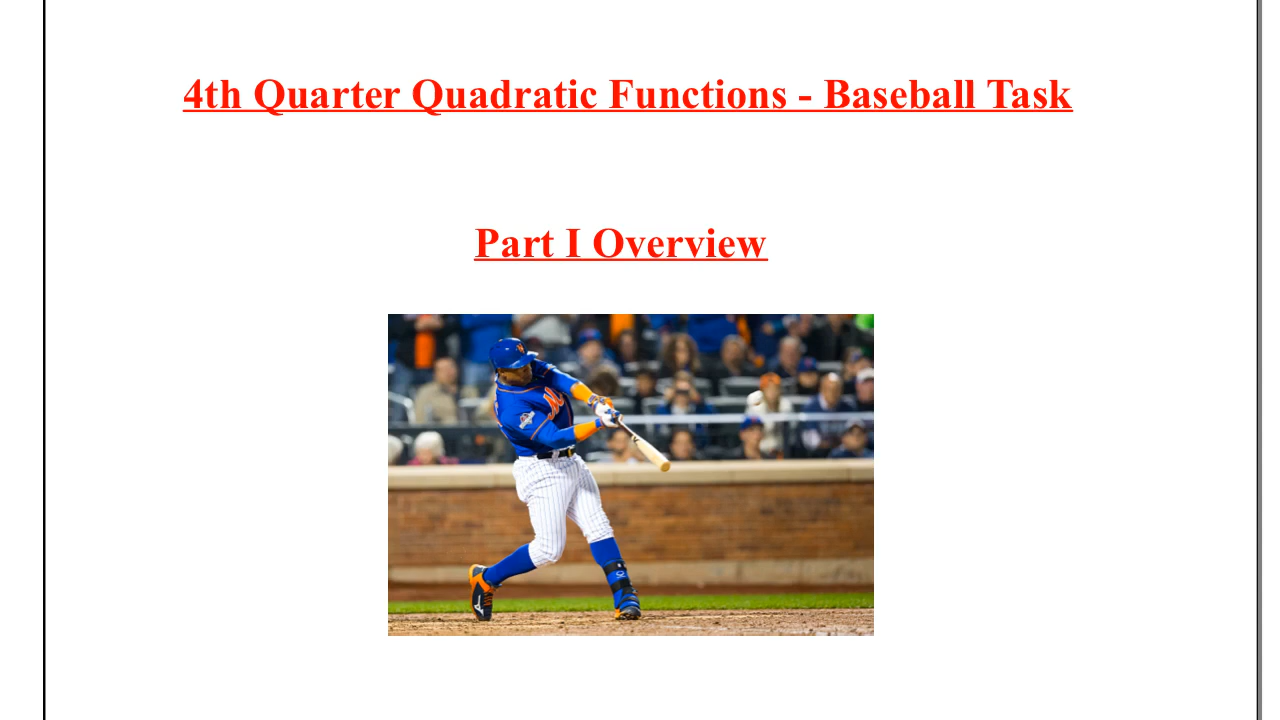 4th Quarter Quadratic Functions - Baseball Task
Part I Overview